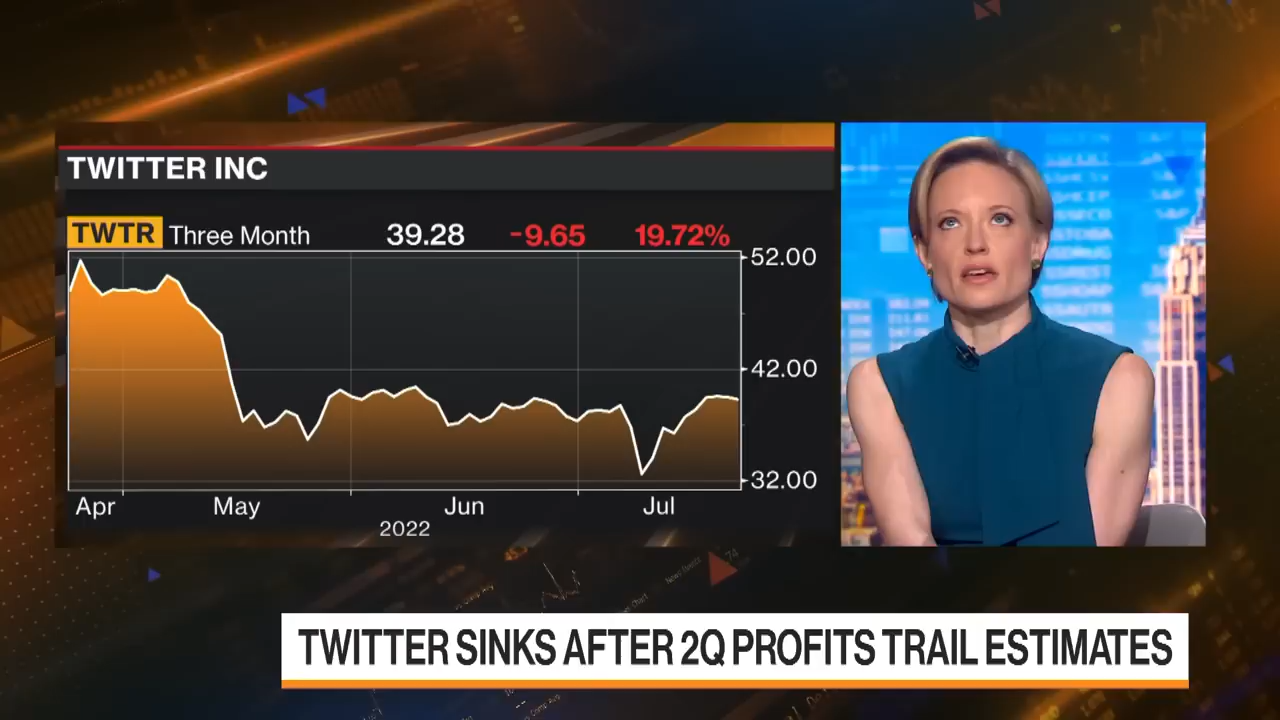 TWITTER INC
TWTR Three Month 39.28 -9.65 19.72%
52.00
42.00
32.00
Apr May Jun Jul
2022
TWITTER SINKS AFTER 2Q PROFITS TRAIL ESTIMATES